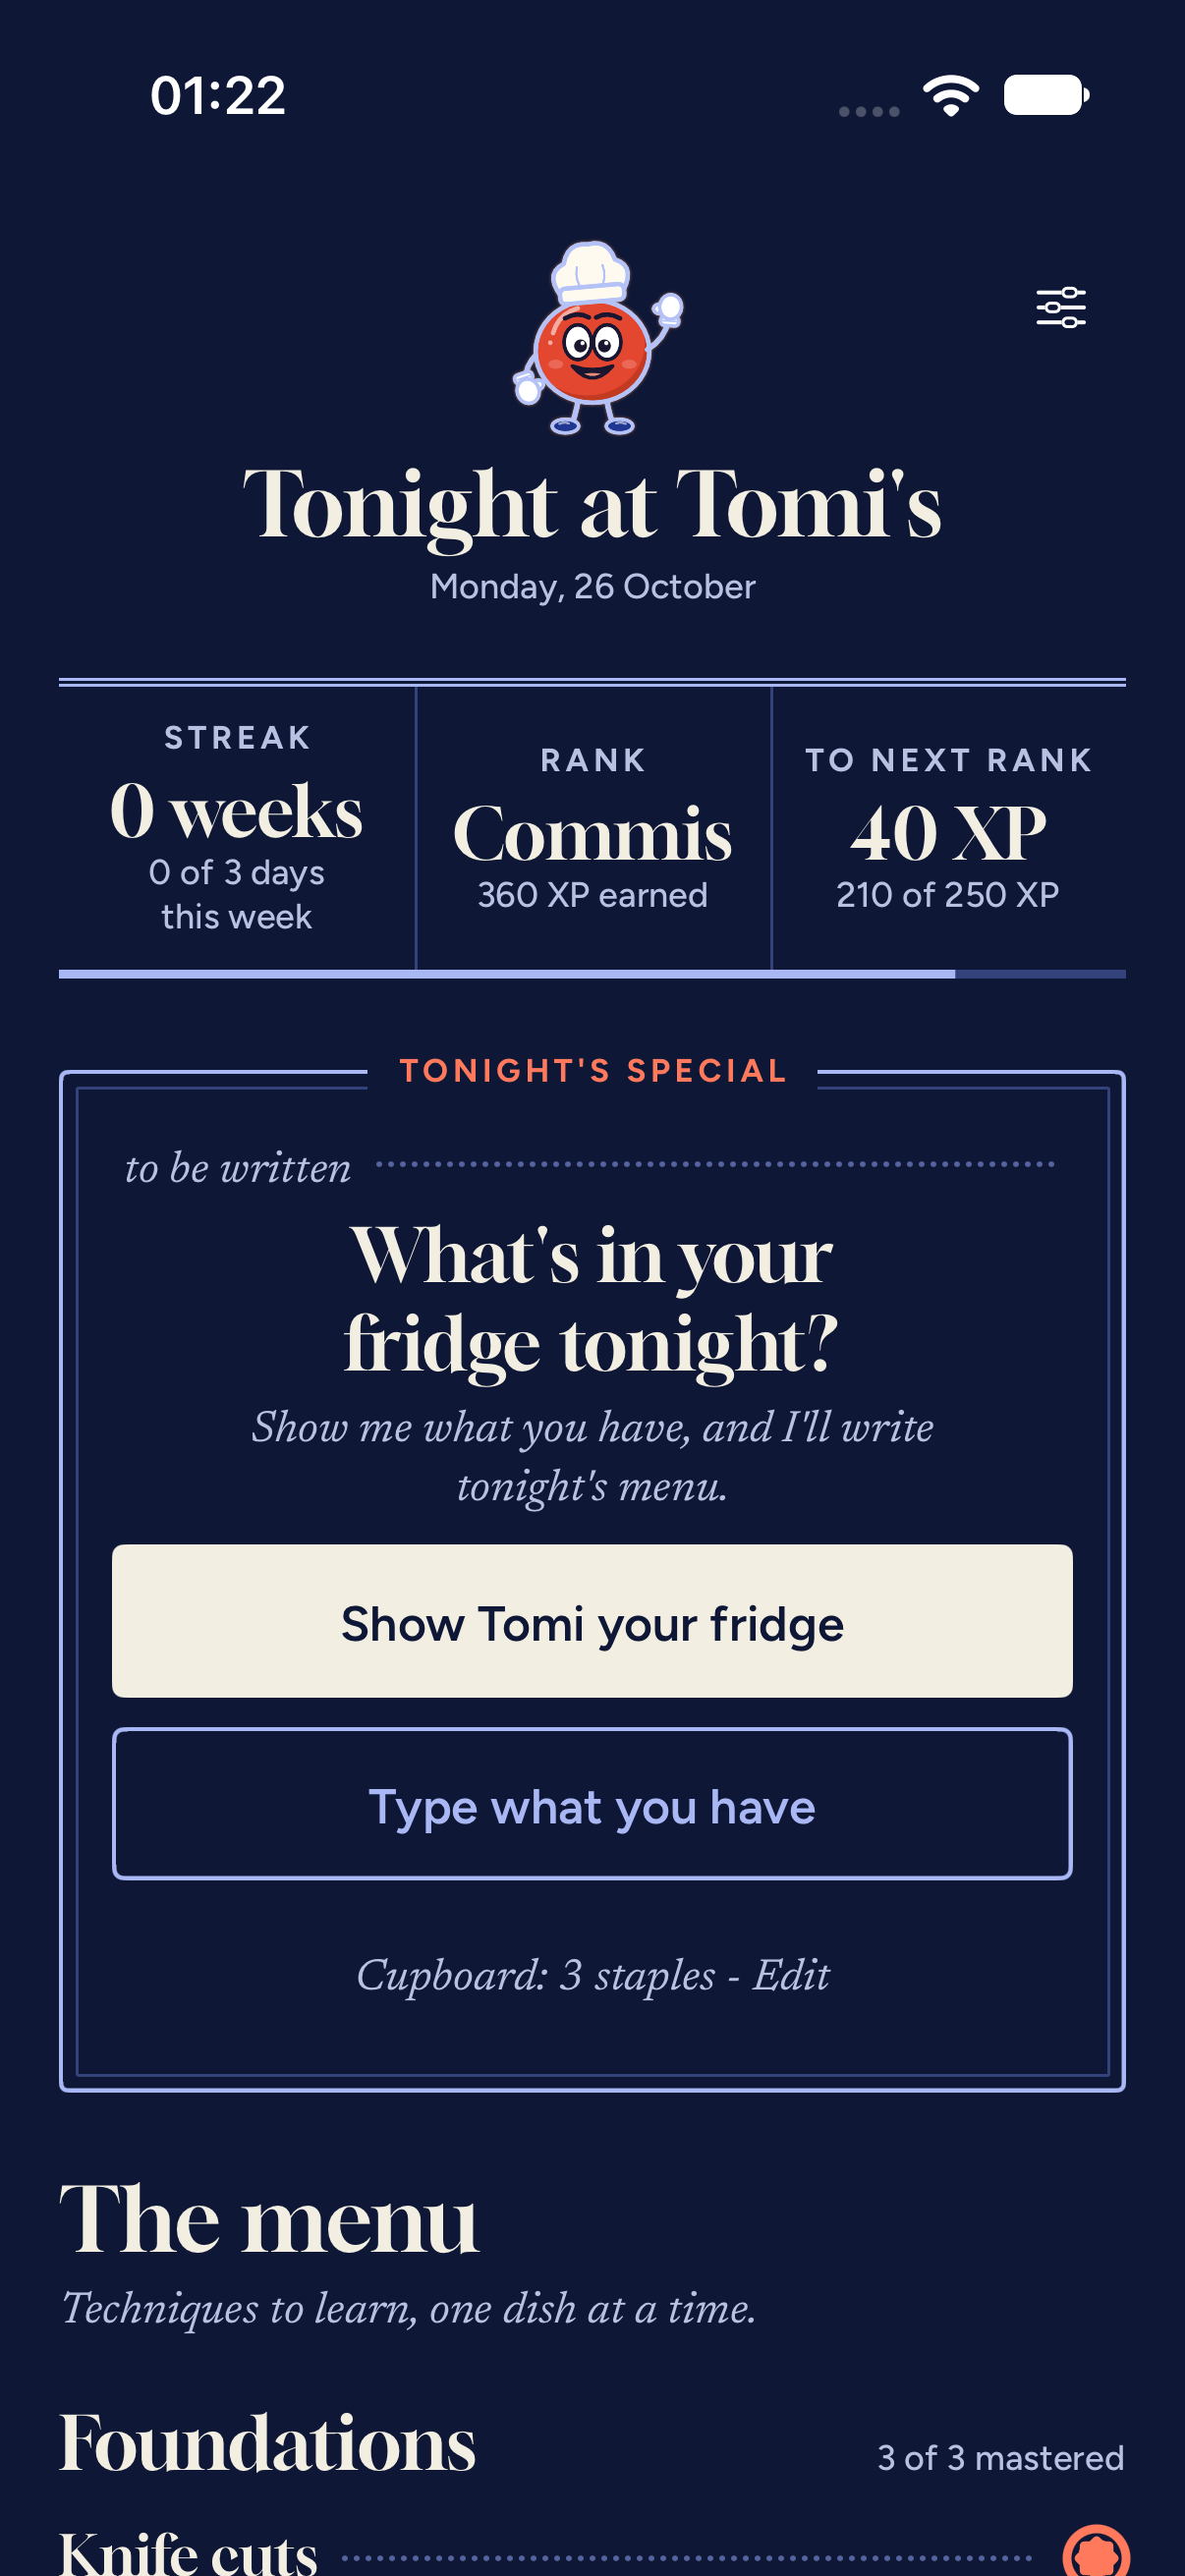 01:22
Tonight at Tomi's
Monday, 26 October
STREAK
0 weeks
0 of 3 days
this week
RANK
Commis
360 XP earned
TO NEXT RANK
40 XP
210 of 250 XP
TONIGHT'S SPECIAL
to be written
What's in your
fridge tonight?
Show me what you have, and I'll write
tonight's menu.
Show Tomi your fridge
Type what you have
Cupboard: 3 staples - Edit
The menu
Techniques to learn, one dish at a time.
Foundations
3 of 3 mastered
Knife cuts